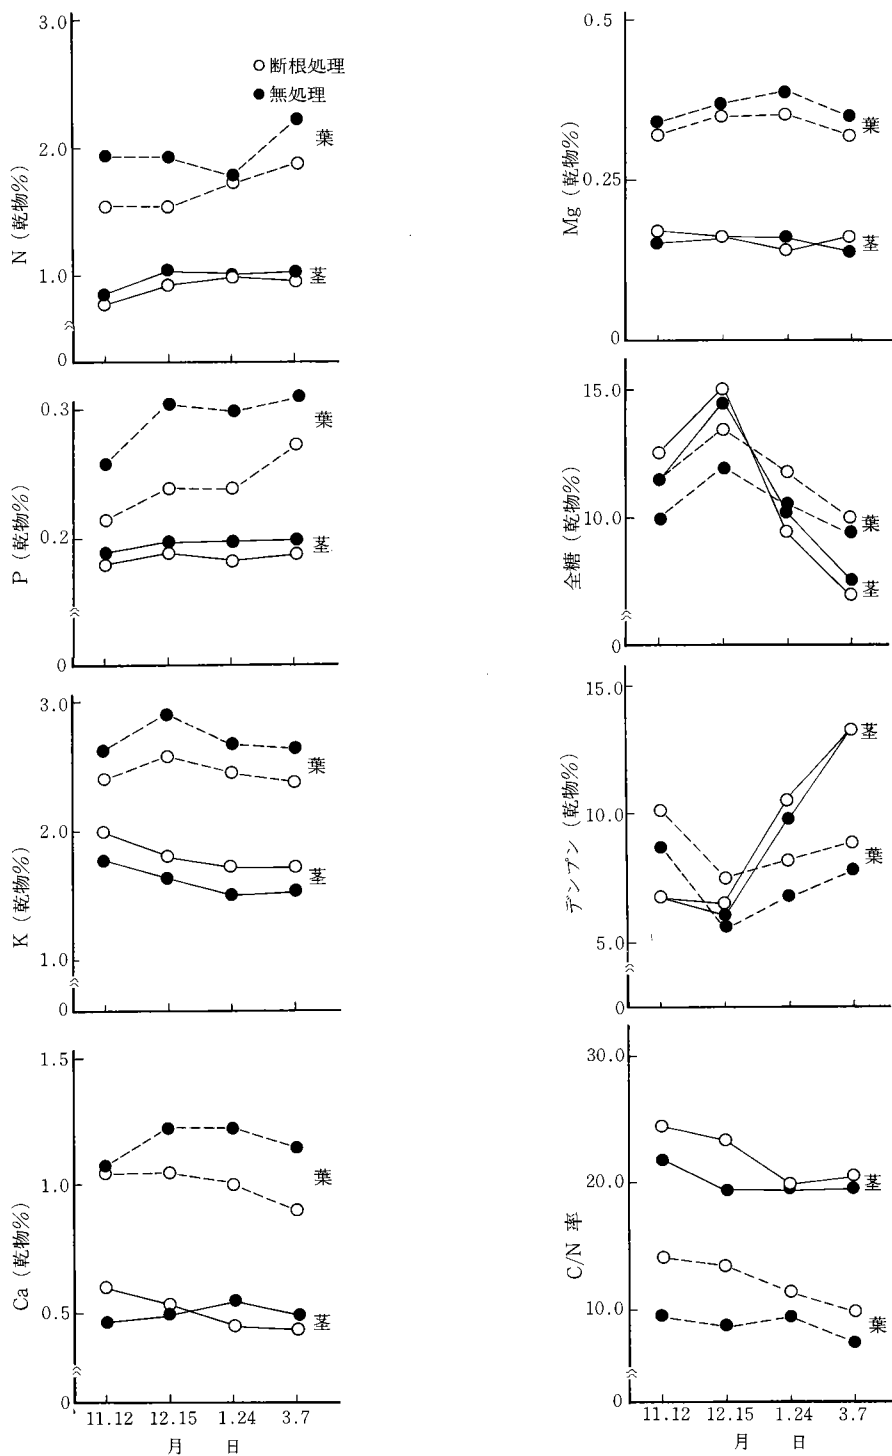 3.0
2.0
1.0
0
N (乾物%)
○ 断根処理
● 無処理
葉
茎
0.3
0.2
0
P (乾物%)
葉
茎
3.0
2.0
1.0
0
K (乾物%)
葉
茎
1.5
1.0
0.5
0
Ca (乾物%)
葉
茎
11.12 12.15 1.24 3.7
月 日
0.5
0.25
0
Mg (乾物%)
葉
茎
15.0
10.0
0
全糖 (乾物%)
葉
茎
15.0
10.0
5.0
0
デンプン (乾物%)
茎
葉
30.0
20.0
10.0
0
C/N 率
茎
葉
11.12 12.15 1.24 3.7
月 日